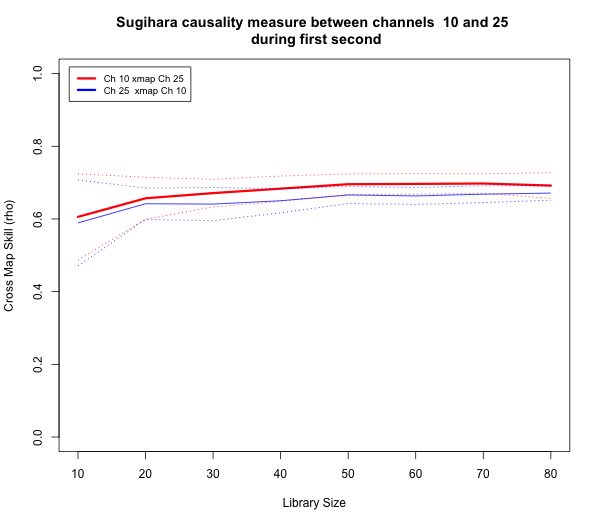 Sugihara causality measure between channels  10 and 25
during first second
Ch 10 xmap Ch 25
Ch 25  xmap Ch 10
Cross Map Skill (rho)
1.0
0.8
0.6
0.4
0.2
0.0
10 20 30 40 50 60 70 80
Library Size